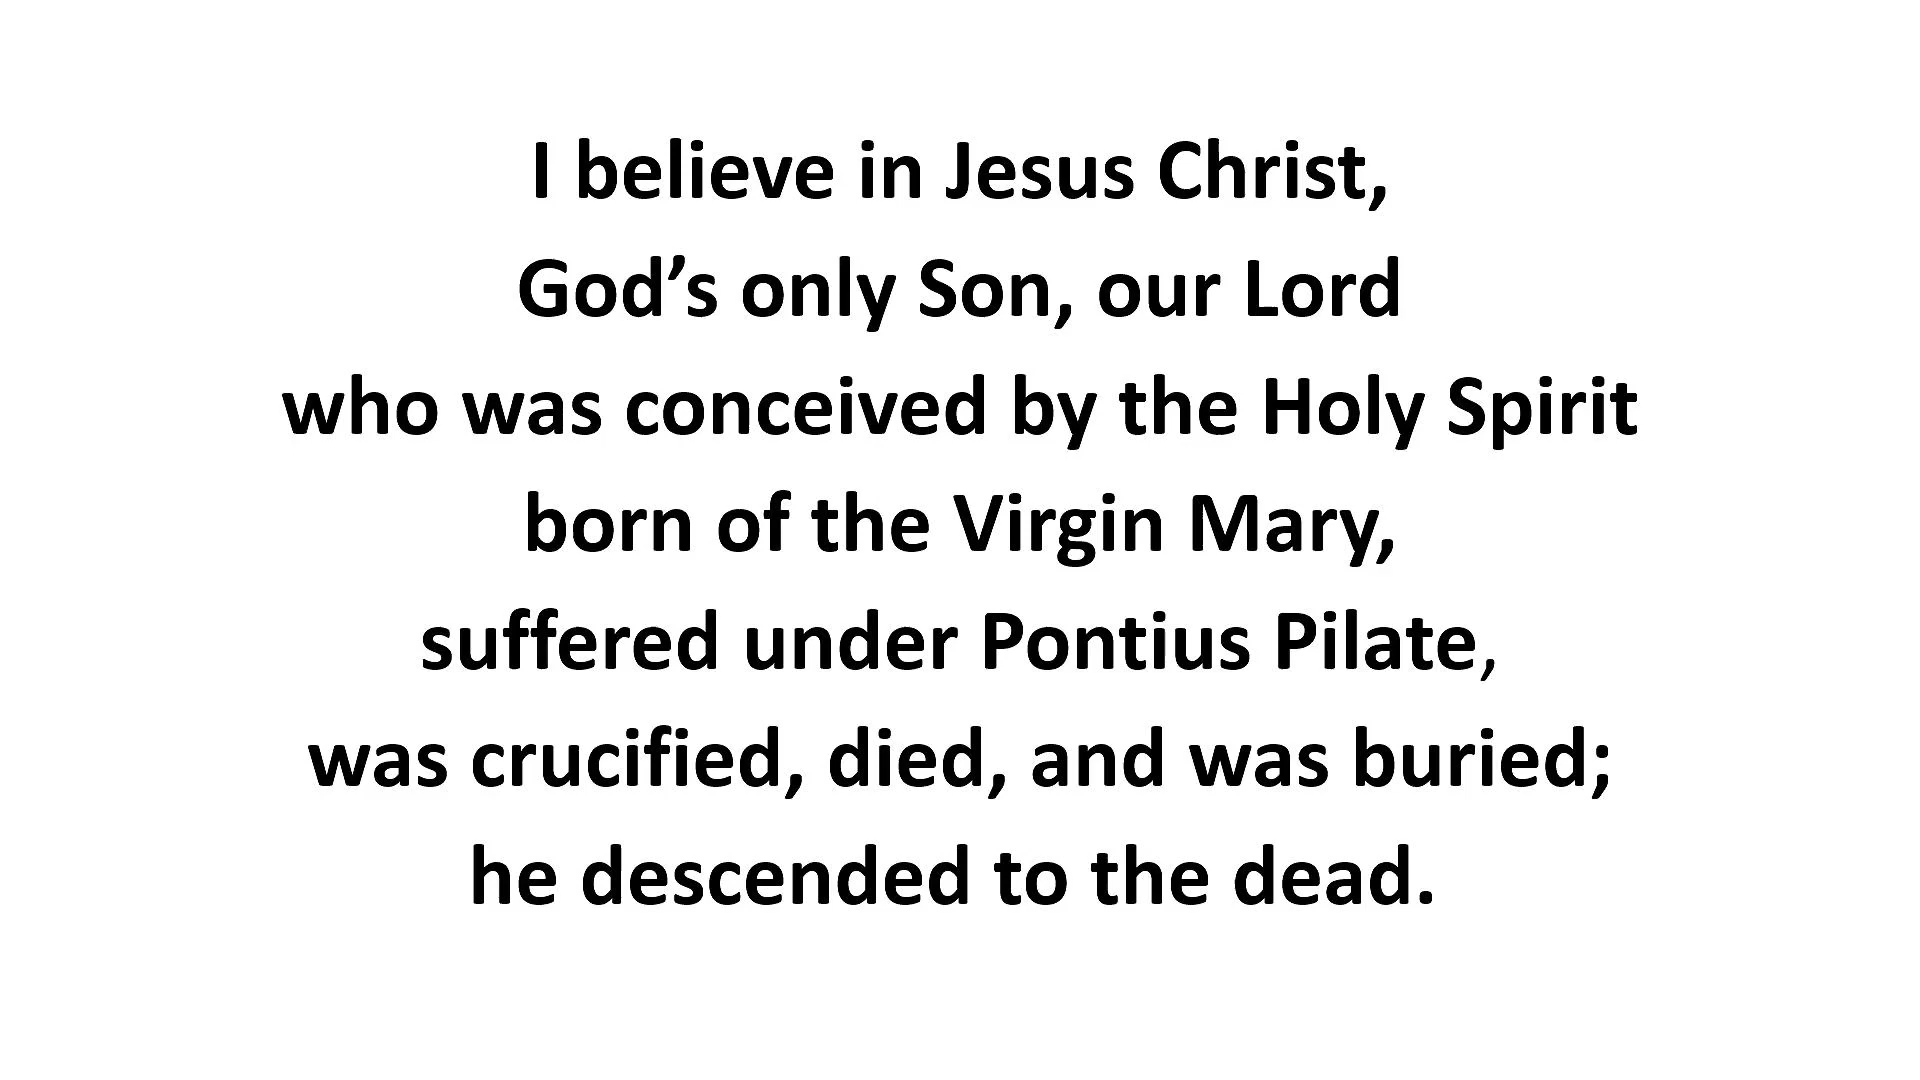 I believe in Jesus Christ,
God’s only Son, our Lord
who was conceived by the Holy Spirit
born of the Virgin Mary,
suffered under Pontius Pilate,
was crucified, died, and was buried;
he descended to the dead.